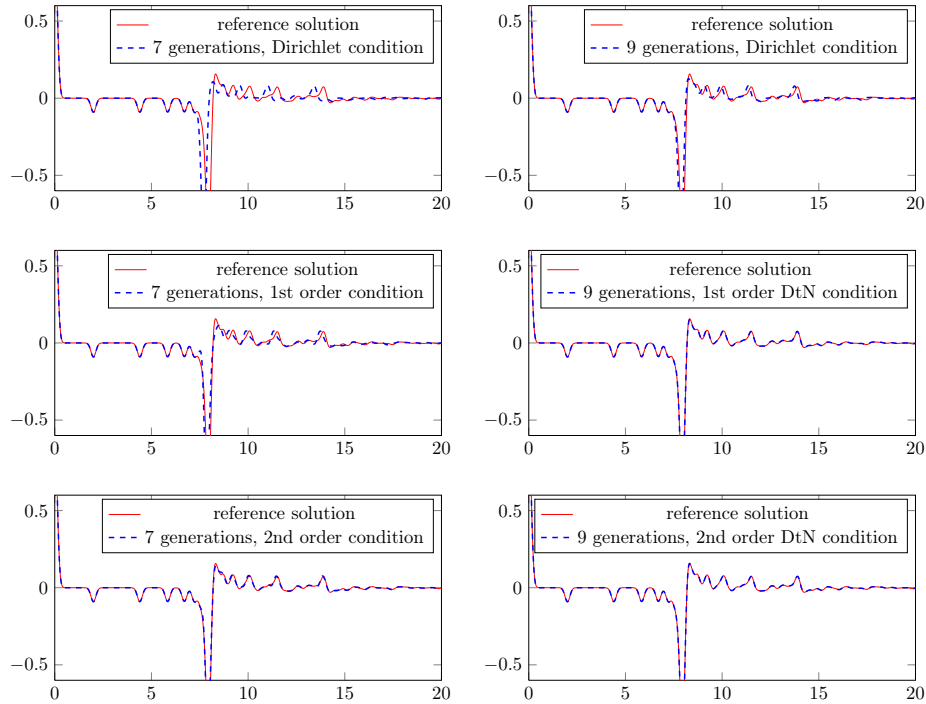 reference solution
7 generations, Dirichlet condition
0.5
0
−0.5
0 5 10 15 20
reference solution
9 generations, Dirichlet condition
0.5
0
−0.5
0 5 10 15 20
reference solution
7 generations, 1st order condition
0.5
0
−0.5
0 5 10 15 20
reference solution
9 generations, 1st order DtN condition
0.5
0
−0.5
0 5 10 15 20
reference solution
7 generations, 2nd order condition
0.5
0
−0.5
0 5 10 15 20
reference solution
9 generations, 2nd order DtN condition
0.5
0
−0.5
0 5 10 15 20